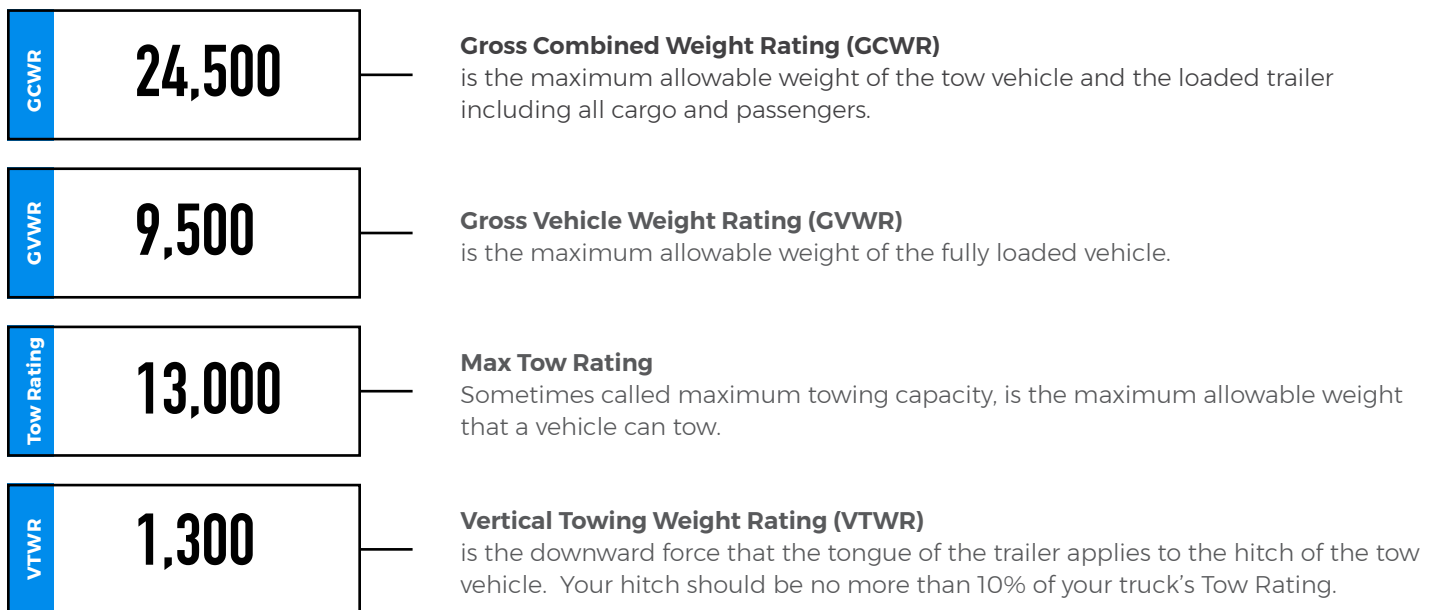 GCWR
24,500
Gross Combined Weight Rating (GCWR)
is the maximum allowable weight of the tow vehicle and the loaded trailer
including all cargo and passengers.
GVWR
9,500
Gross Vehicle Weight Rating (GVWR)
is the maximum allowable weight of the fully loaded vehicle.
Tow Rating
13,000
Max Tow Rating
Sometimes called maximum towing capacity, is the maximum allowable weight
that a vehicle can tow.
VTWR
1,300
Vertical Towing Weight Rating (VTWR)
is the downward force that the tongue of the trailer applies to the hitch of the tow
vehicle.  Your hitch should be no more than 10% of your truck’s Tow Rating.